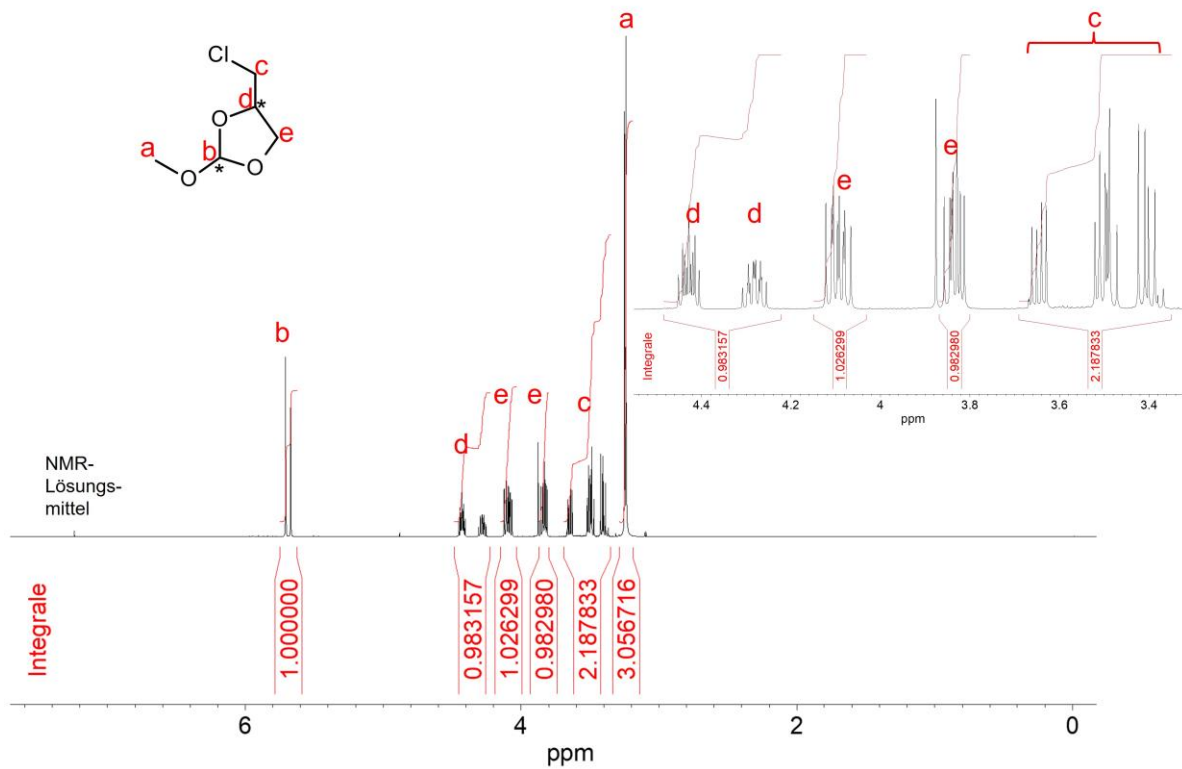 a
c
Cl
c
d
*
O
e
a
b
*
O
O
d
d
e
e
Integrale
0.983157
1.026299
0.982980
2.187833
4.4
4.2
4
3.8
3.6
3.4
ppm
b
d
e
e
c
NMR-
Lösungs-
mittel
Integrale
1.000000
0.983157
1.026299
0.982980
2.187833
3.056716
6
4
2
0
ppm